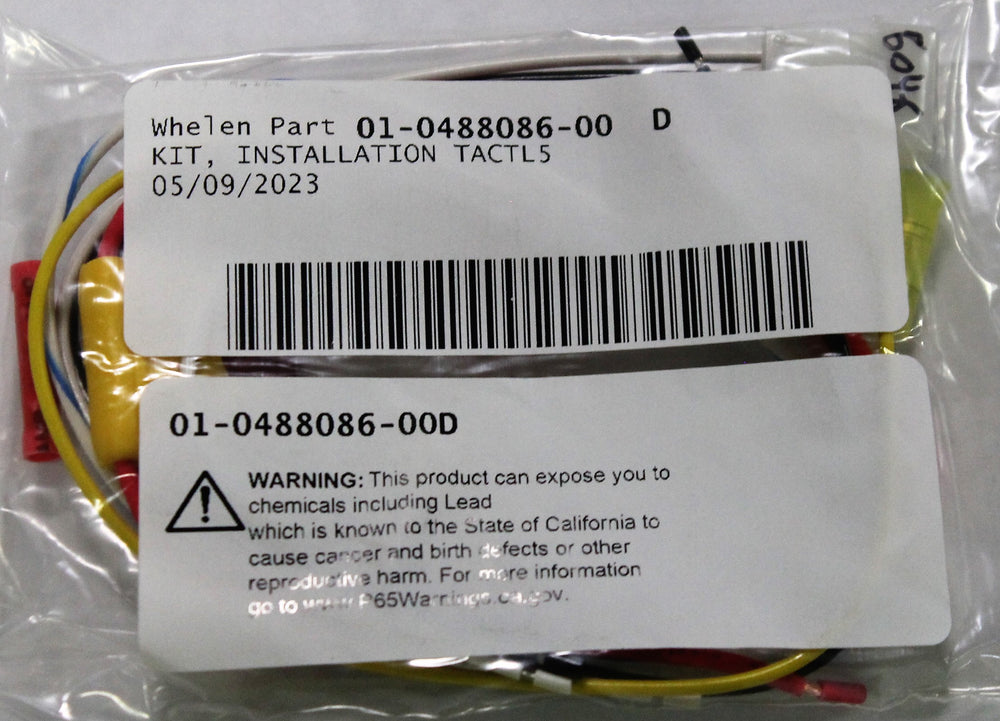 Whelen Part 01-0488086-00 D
KIT, INSTALLATION TACTL5
05/09/2023
01-0488086-00D
WARNING: This product can expose you to
chemicals including Lead
which is known to the State of California to
cause cancer and birth defects or other
reproductive harm. For more information
go to www.P65Warnings.ca.gov.